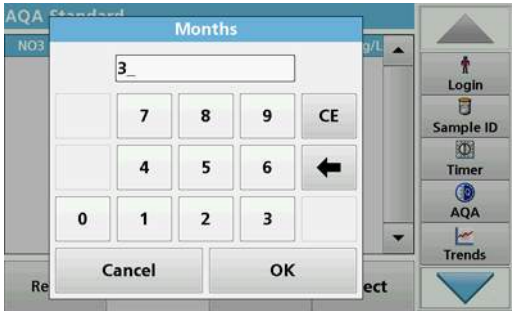 AQA Standard
Months
NO3
g/L
3_
7 8 9 CE
4 5 6
0 1 2 3
Cancel OK
Re
ect
Login
Sample ID
Timer
AQA
Trends